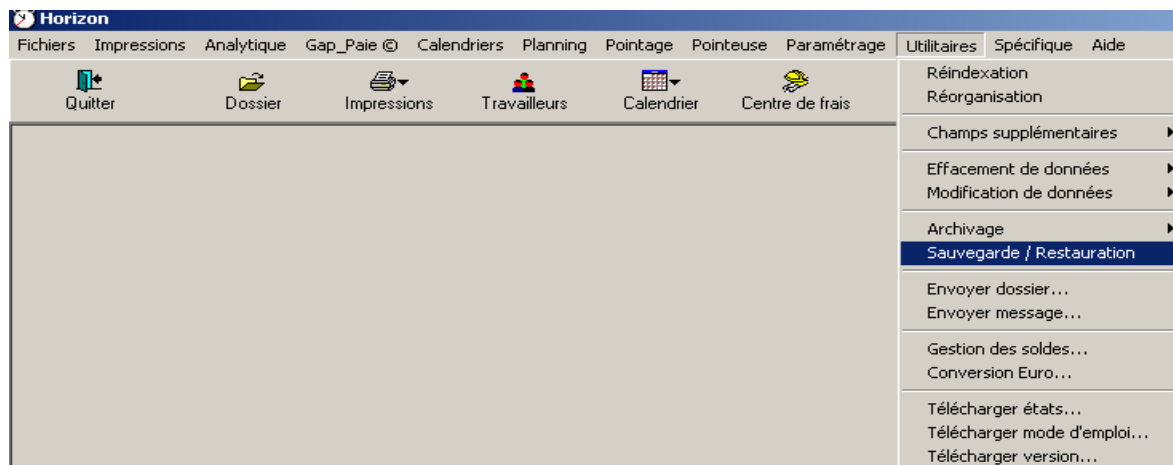 Horizon
Fichiers Impressions Analytique Gap_Paie © Calendriers Planning Pointage Pointeuse Paramétrage Utilitaires Spécifique Aide
Quitter Dossier Impressions Travailleurs Calendrier Centre de frais
Réindexation
Réorganisation
Champs supplémentaires
Effacement de données
Modification de données
Archivage
Sauvegarde / Restauration
Envoyer dossier...
Envoyer message...
Gestion des soldes...
Conversion Euro...
Télécharger états...
Télécharger mode d'emploi...
Télécharger version...